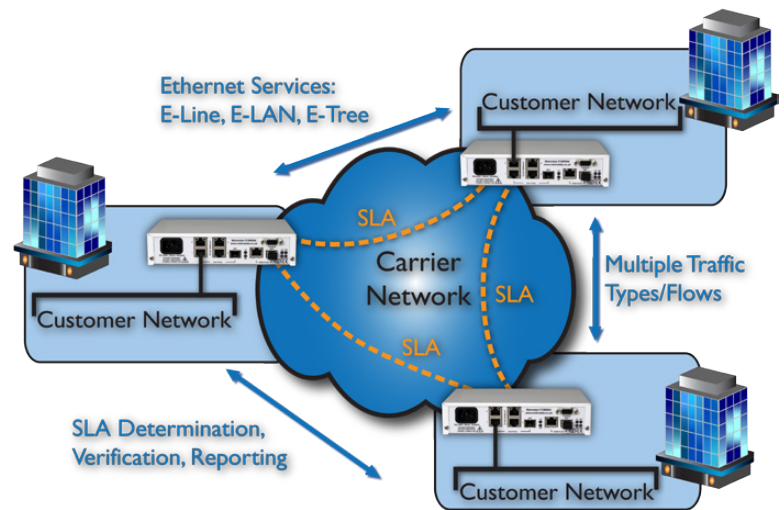 Ethernet Services:
E-Line, E-LAN, E-Tree
Customer Network
SLA
Carrier
Network
SLA
Multiple Traffic
Types/Flows
Customer Network
SLA
SLA Determination,
Verification, Reporting
Customer Network